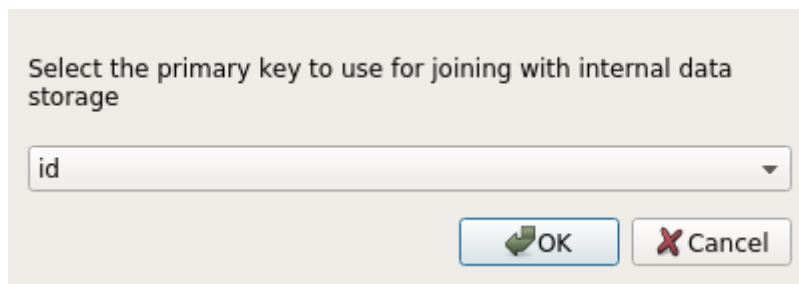 Select the primary key to use for joining with internal data
storage
id
OK
Cancel